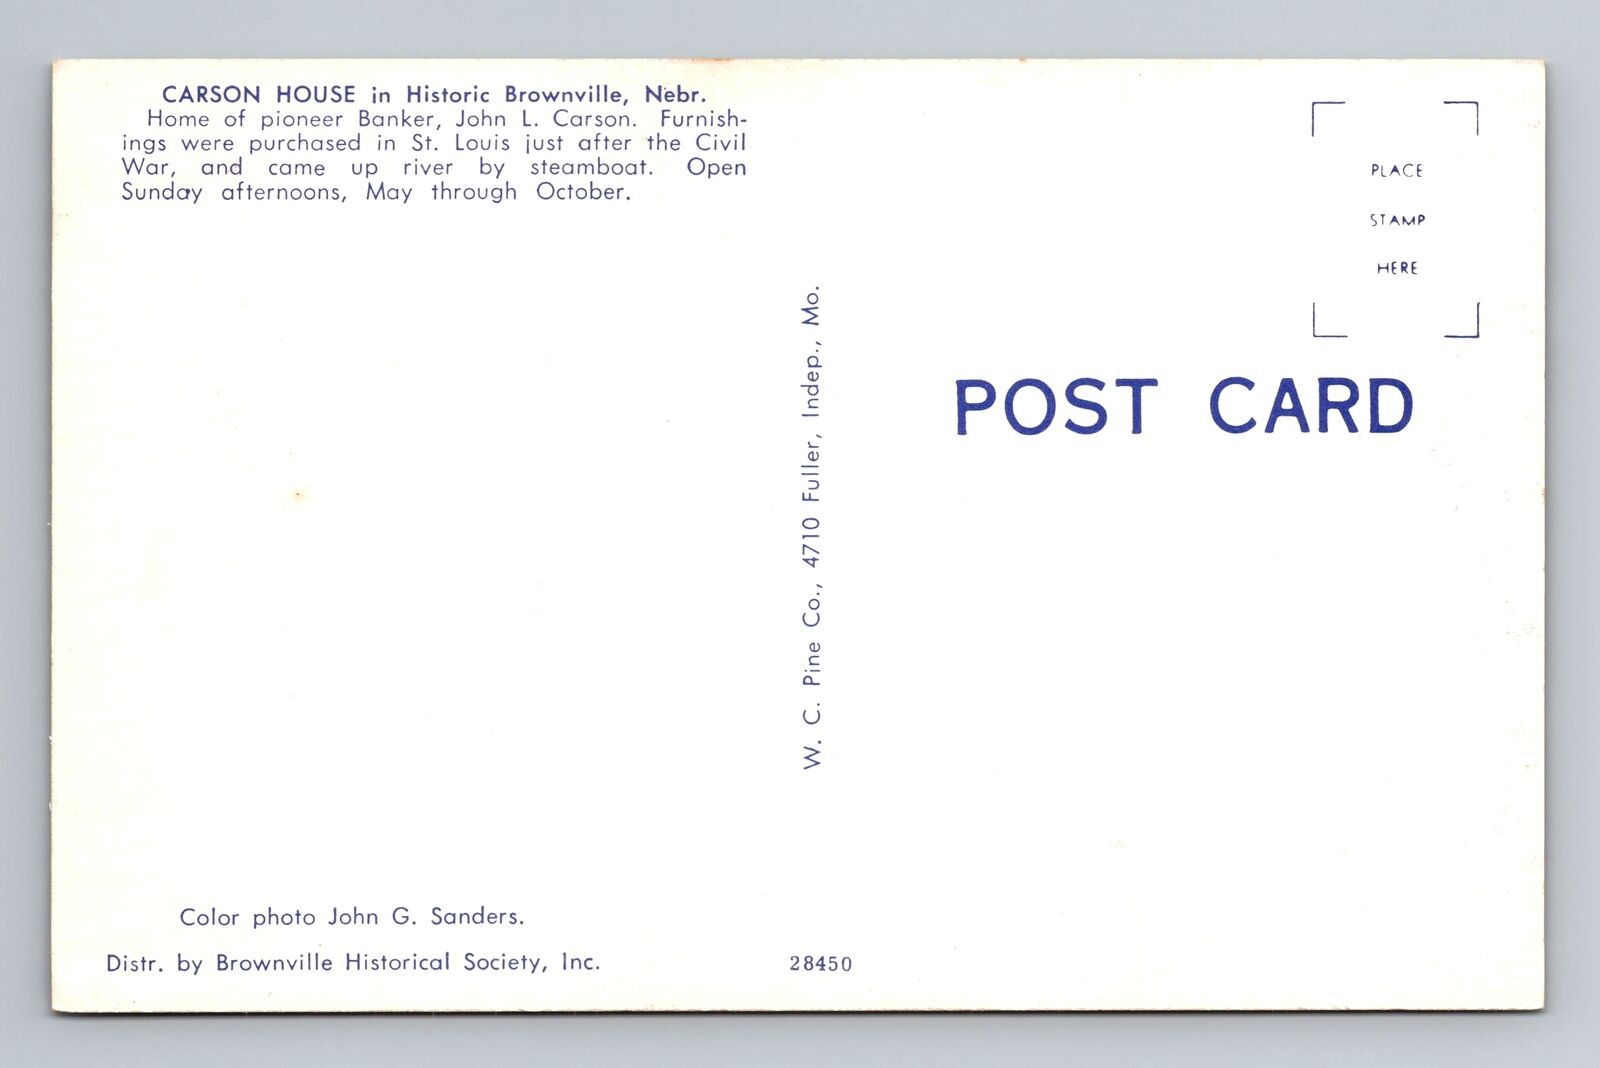 CARSON HOUSE in Historic Brownville, Nebr.
Home of pioneer Banker, John L. Carson. Furnish-
ings were purchased in St. Louis just after the Civil
War, and came up river by steamboat. Open
Sunday afternoons, May through October.
Color photo John G. Sanders.
Distr. by Brownville Historical Society, Inc.
28450
W. C. Pine Co., 4710 Fuller, Indep., Mo.
PLACE
STAMP
HERE
POST CARD